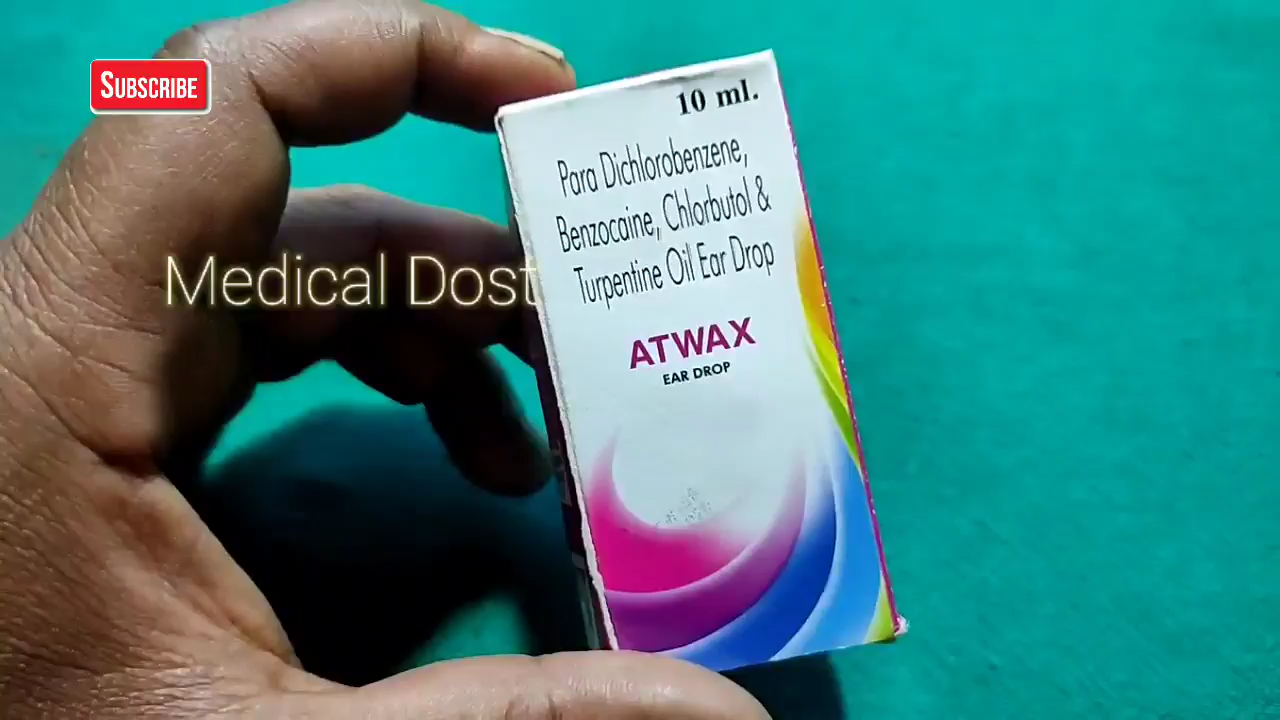 SUBSCRIBE
10 ml.
Para Dichlorobenzene,
Benzocaine, Chlorbutol &
Turpentine Oil Ear Drop
Medical Dost
ATWAX
EAR DROP